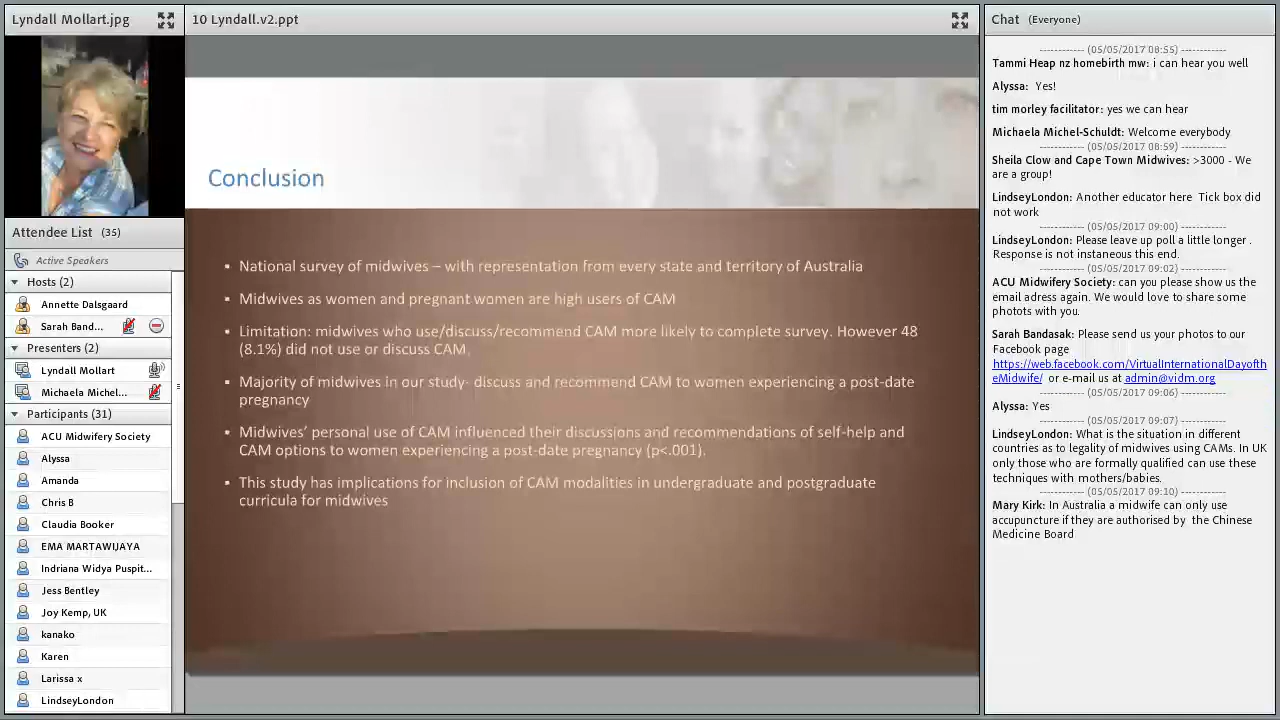 Lyndall Mollart.jpg
Attendee List (35)
Active Speakers
Hosts (2)
Annette Dalsgaard
Sarah Band...
Presenters (2)
Lyndall Mollart
Michaela Michel...
Participants (31)
ACU Midwifery Society
Alyssa
Amanda
Chris B
Claudia Booker
EMA MARTAWIJAYA
Indriana Widya Puspit...
Jess Bentley
Joy Kemp, UK
kanako
Karen
Larissa x
LindseyLondon
10 Lyndall.v2.ppt
Conclusion
▪ National survey of midwives – with representation from every state and territory of Australia
▪ Midwives as women and pregnant women are high users of CAM
▪ Limitation: midwives who use/discuss/recommend CAM more likely to complete survey. However 48
(8.1%) did not use or discuss CAM.
▪ Majority of midwives in our study- discuss and recommend CAM to women experiencing a post-date
pregnancy
▪ Midwives’ personal use of CAM influenced their discussions and recommendations of self-help and
CAM options to women experiencing a post-date pregnancy (p<.001).
▪ This study has implications for inclusion of CAM modalities in undergraduate and postgraduate
curricula for midwives
Chat (Everyone)
------------ (05/05/2017 08:55) ------------
Tammi Heap nz homebirth mw: i can hear you well
Alyssa: Yes!
tim morley facilitator: yes we can hear
Michaela Michel-Schuldt: Welcome everybody
------------ (05/05/2017 08:59) ------------
Sheila Clow and Cape Town Midwives: >3000 - We
are a group!
LindseyLondon: Another educator here Tick box did
not work
------------ (05/05/2017 09:00) ------------
LindseyLondon: Please leave up poll a little longer .
Response is not instaneous this end.
------------ (05/05/2017 09:02) ------------
ACU Midwifery Society: can you please show us the
email adress again. We would love to share some
photots with you.
Sarah Bandasak: Please send us your photos to our
Facebook page
https://web.facebook.com/VirtualInternationalDayofth
eMidwife/ or e-mail us at admin@vidm.org
------------ (05/05/2017 09:06) ------------
Alyssa: Yes
------------ (05/05/2017 09:07) ------------
LindseyLondon: What is the situation in different
countries as to legality of midwives using CAMs. In UK
only those who are formally qualified can use these
techniques with mothers/babies.
------------ (05/05/2017 09:10) ------------
Mary Kirk: In Australia a midwife can only use
accupuncture if they are authorised by the Chinese
Medicine Board